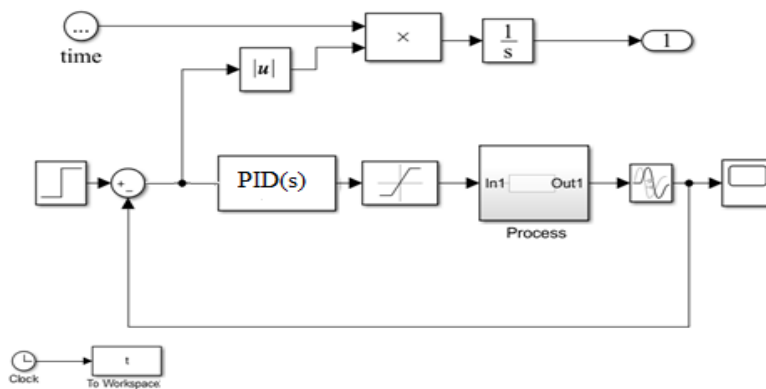 ...
time
|u|
×
1
s
1
+
−
PID(s)
In1
Out1
Process
Clock
t
To Workspace: